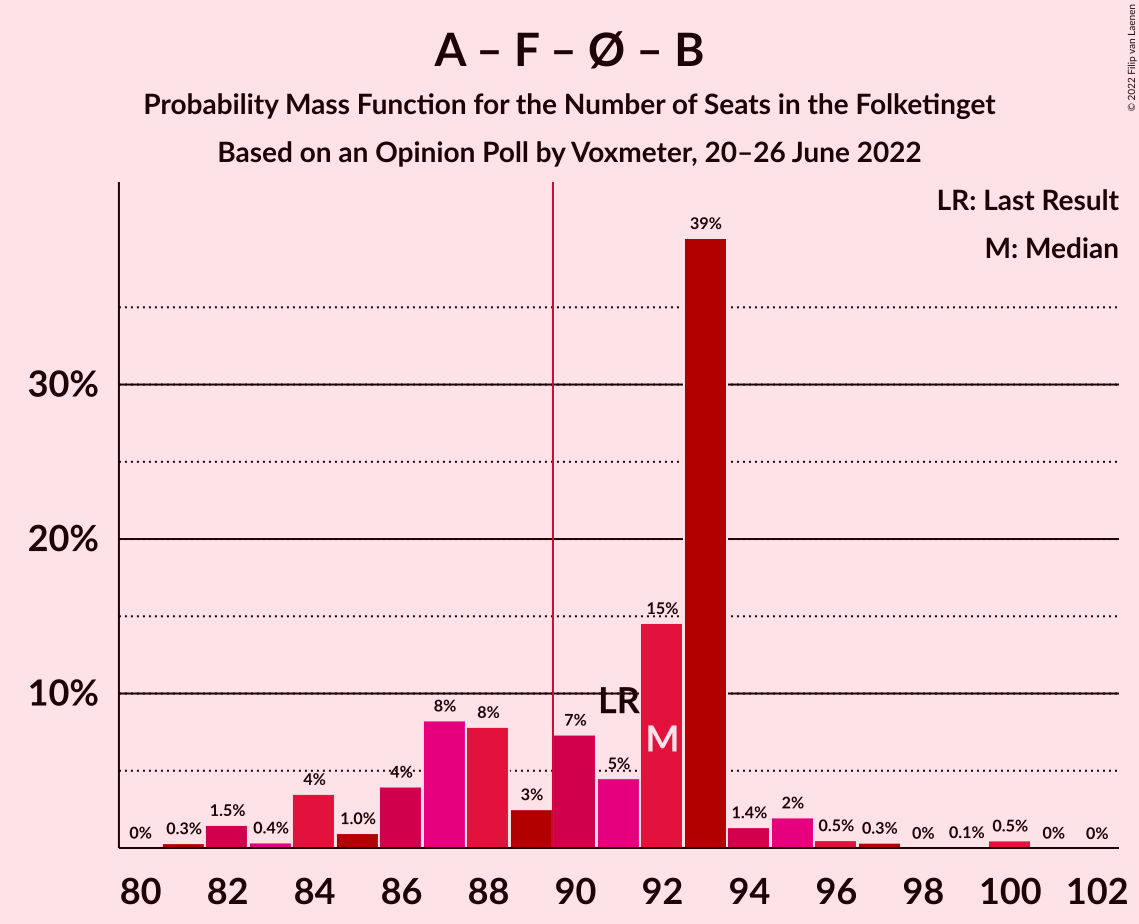 A – F – Ø – B
Probability Mass Function for the Number of Seats in the Folketinget
Based on an Opinion Poll by Voxmeter, 20–26 June 2022
© 2022 Filip van Laenen
LR: Last Result
M: Median
39%
30%
20%
15%
10%
LR
8%
8%
7%
M
5%
4%
4%
3%
0%
0.3%
1.5%
0.4%
1.0%
1.4%
2%
0.5%
0.3%
0%
0.1%
0.5%
0%
0%
80 82 84 86 88 90 92 94 96 98 100 102